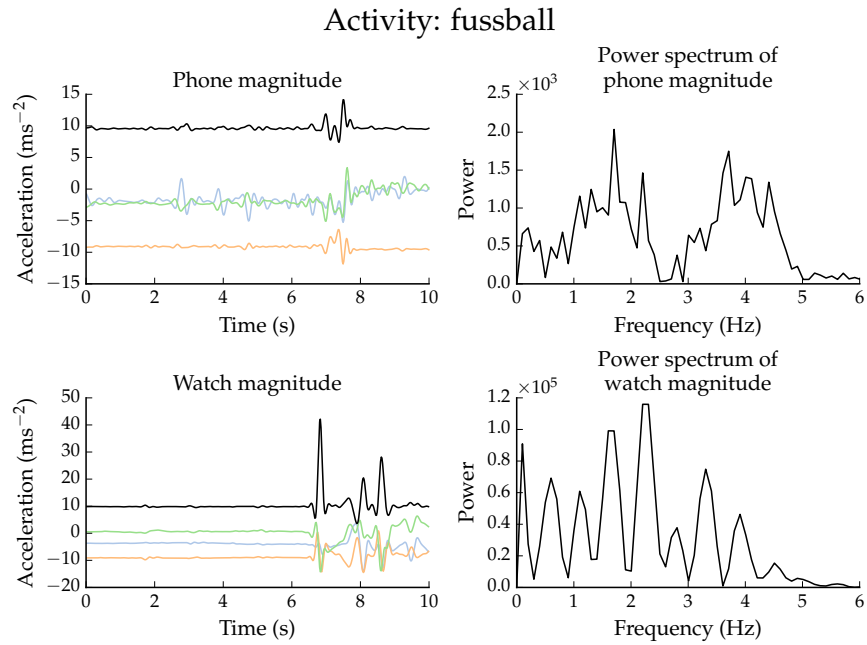 Activity: fussball
Phone magnitude
Acceleration (ms⁻²)
15
10
5
0
−5
−10
−15
0 2 4 6 8 10
Time (s)
Power spectrum of
phone magnitude
×10³
Power
2.5
2.0
1.5
1.0
0.5
0.0
0 1 2 3 4 5 6
Frequency (Hz)
Watch magnitude
Acceleration (ms⁻²)
50
40
30
20
10
0
−10
−20
0 2 4 6 8 10
Time (s)
Power spectrum of
watch magnitude
×10⁵
Power
1.2
1.0
0.8
0.6
0.4
0.2
0.0
0 1 2 3 4 5 6
Frequency (Hz)